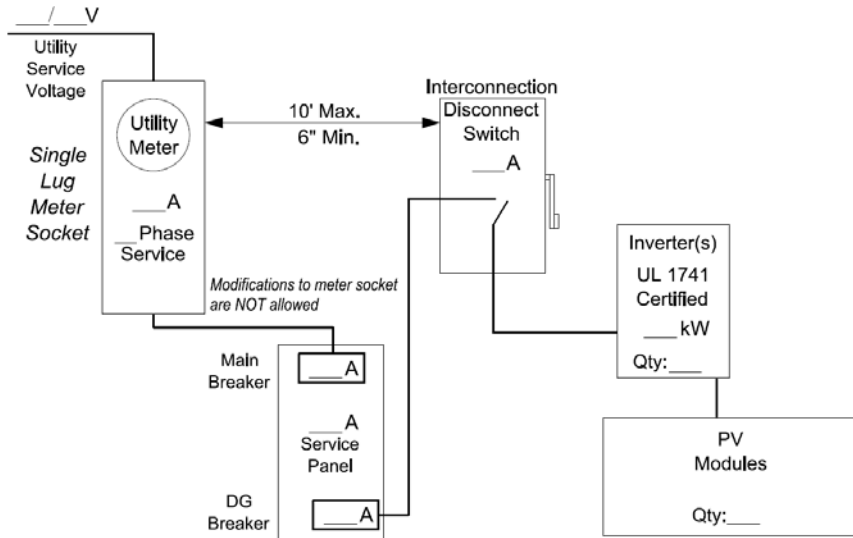 ___/___V
Utility
Service
Voltage
Utility
Meter
___A
__Phase
Service
Single
Lug
Meter
Socket
10' Max.
6" Min.
Interconnection
Disconnect
Switch
___A
Modifications to meter socket
are NOT allowed
Main
Breaker
___A
___A
Service
Panel
DG
Breaker
___A
Inverter(s)
UL 1741
Certified
___kW
Qty:___
PV
Modules
Qty:___